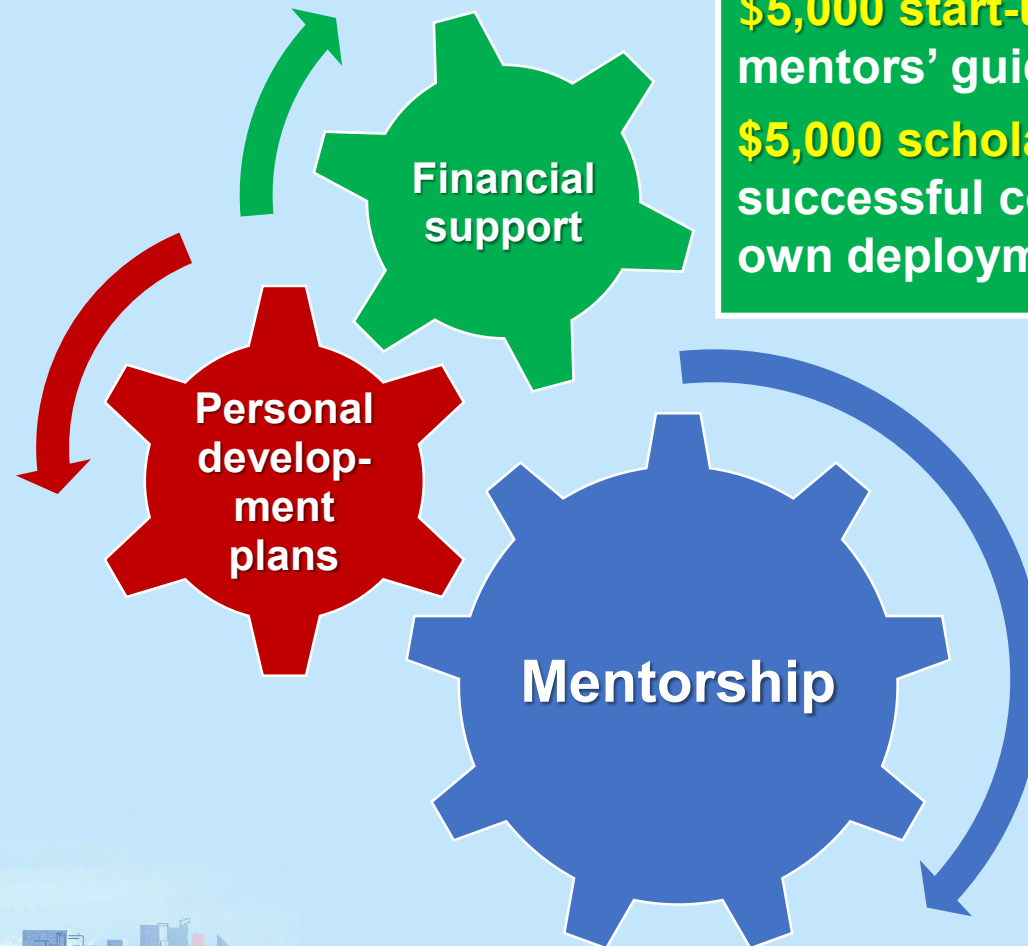 $5,000
mentors’
$5,000
successful
own
Financial
support
Personal
develop-
ment
plans
Mentorship